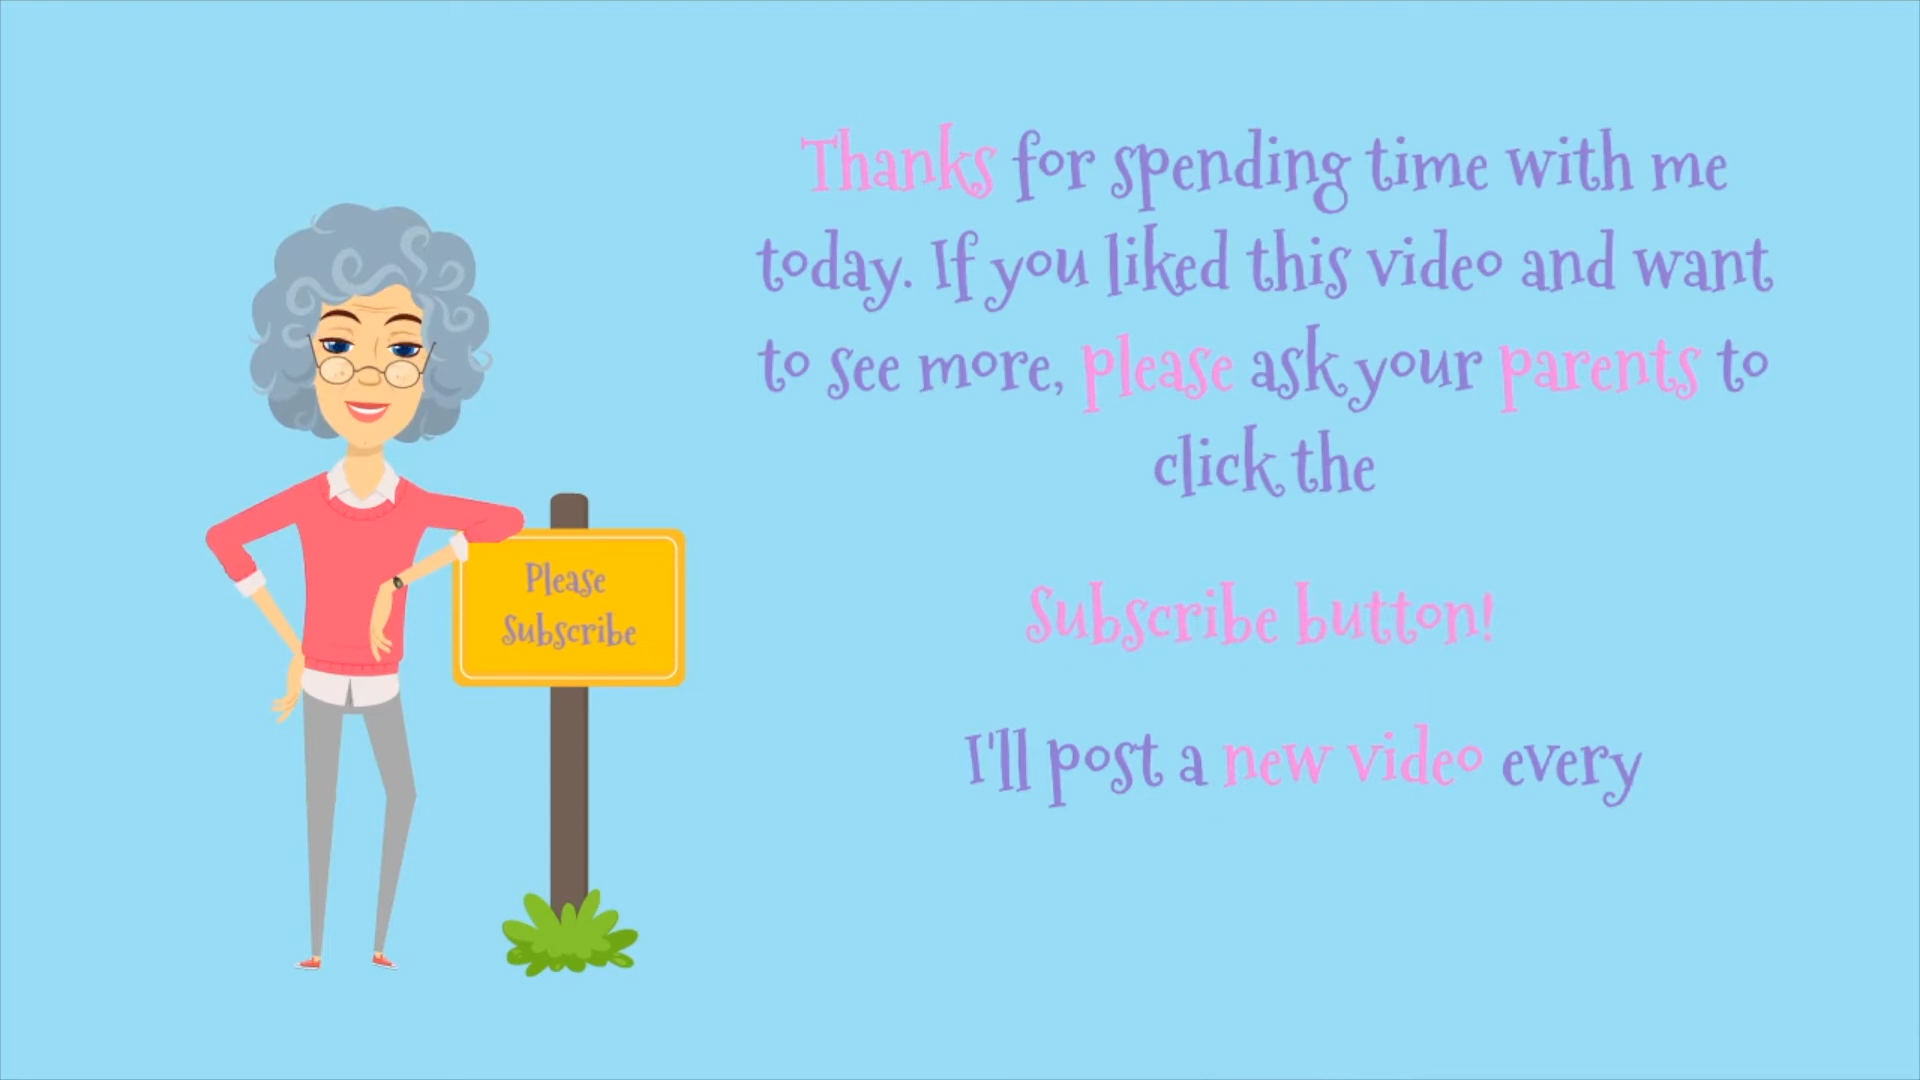 Thanks for spending time with me
today. If you liked this video and want
to see more, please ask your parents to
click the
Subscribe button!
I'll post a new video every
Please
Subscribe